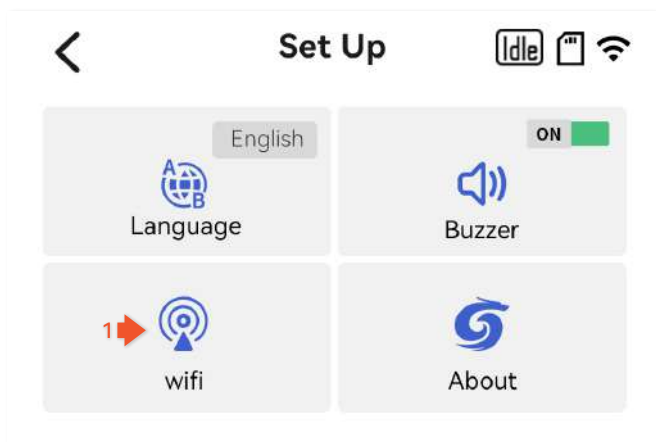 Set Up
Idle
English
ON
A
B
Language
Buzzer
1
wifi
About